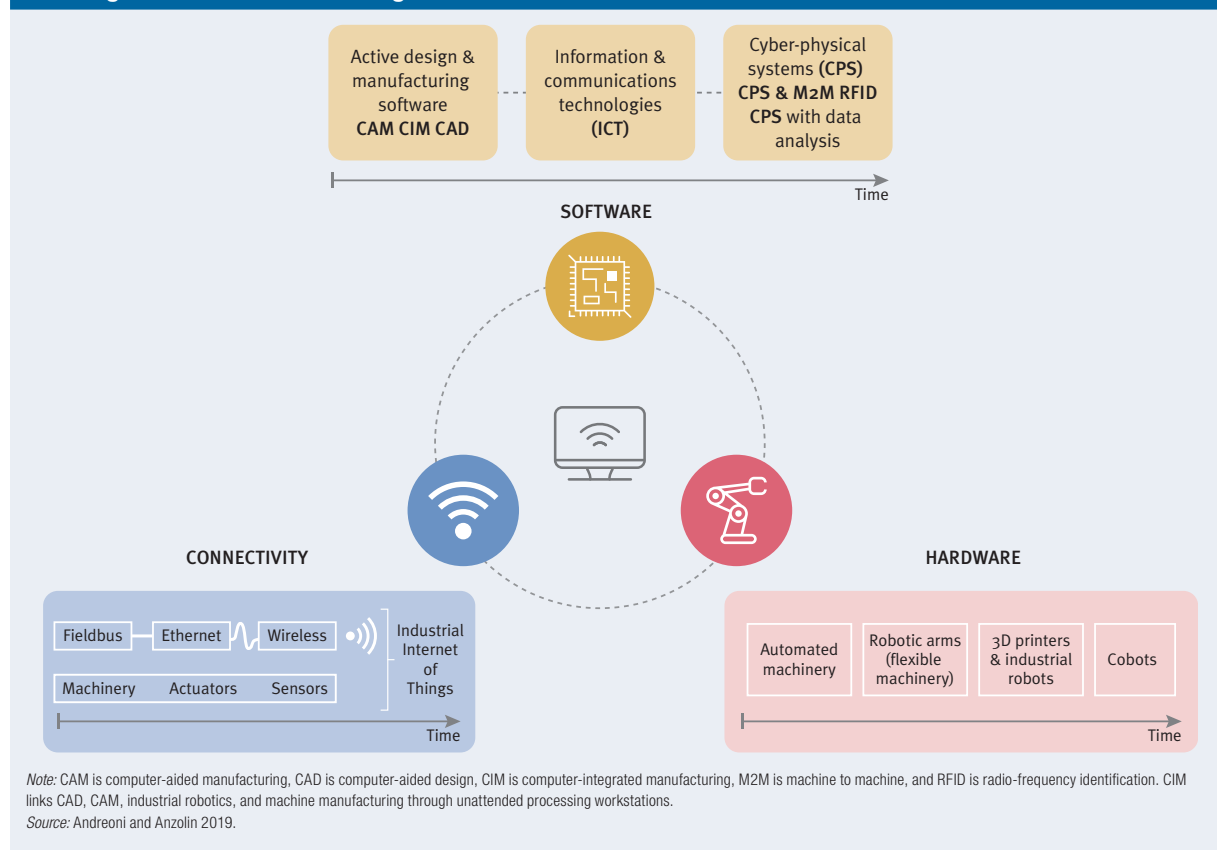 Active design &
manufacturing
software
CAM CIM CAD
Information &
communications
technologies
(ICT)
Cyber-physical
systems (CPS)
CPS & M2M RFID
CPS with data
analysis
Time
SOFTWARE
CONNECTIVITY
Fieldbus
Ethernet
Wireless
Machinery
Actuators
Sensors
Industrial
Internet
of
Things
Time
HARDWARE
Automated
machinery
Robotic arms
(flexible
machinery)
3D printers
& industrial
robots
Cobots
Time
Note: CAM is computer-aided manufacturing, CAD is computer-aided design, CIM is computer-integrated manufacturing, M2M is machine to machine, and RFID is radio-frequency identification. CIM
links CAD, CAM, industrial robotics, and machine manufacturing through unattended processing workstations.
Source: Andreoni and Anzolin 2019.